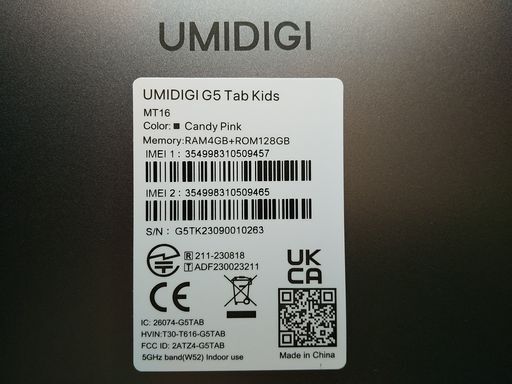 UMIDIGI
UMIDIGI G5 Tab Kids
MT16
Color: ■ Candy Pink
Memory:RAM4GB+ROM128GB
IMEI 1 : 354998310509457
IMEI 2 : 354998310509465
S/N : G5TK23090010263
R 211-230818
T ADF230023211
UK
CA
CE
IC: 26074-G5TAB
HVIN:T30-T616-G5TAB
FCC ID: 2ATZ4-G5TAB
5GHz band(W52) Indoor use
Made in China